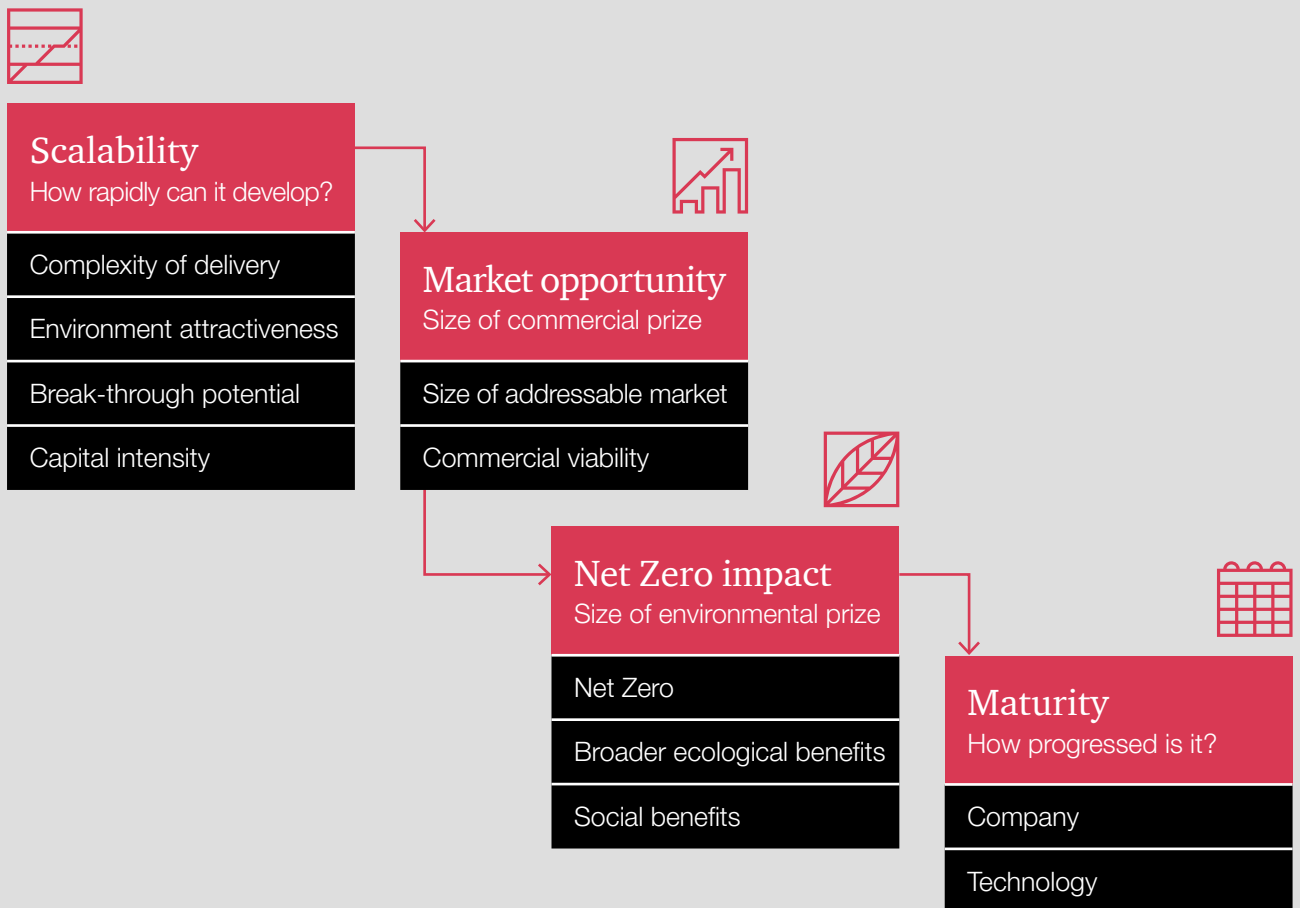 Scalability
How rapidly can it develop?
Complexity of delivery
Environment attractiveness
Break-through potential
Capital intensity
Market opportunity
Size of commercial prize
Size of addressable market
Commercial viability
Net Zero impact
Size of environmental prize
Net Zero
Broader ecological benefits
Social benefits
Maturity
How progressed is it?
Company
Technology